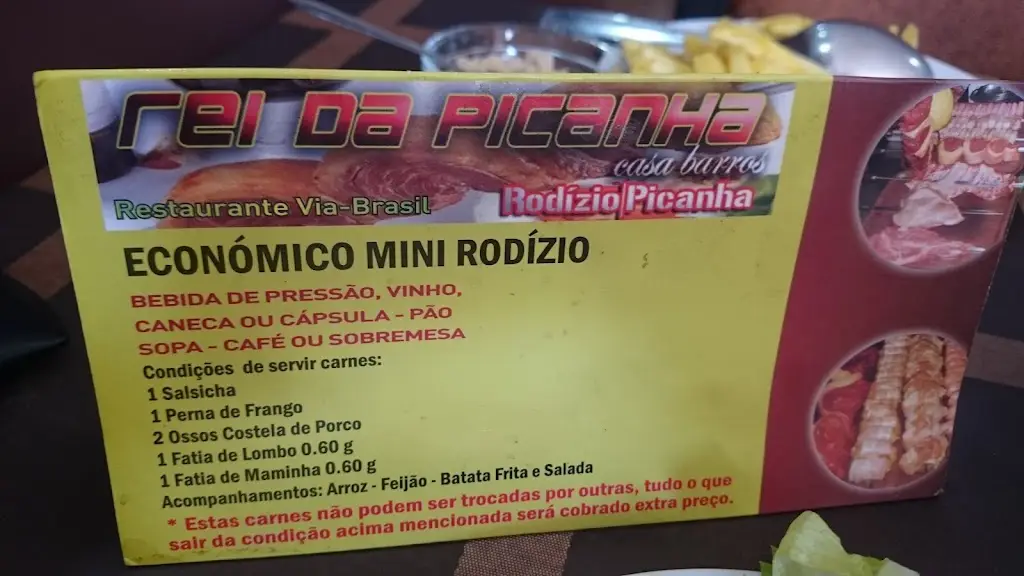 REI DA PICANHA
casa barros
Restaurante Via-Brasil
Rodízio Picanha
ECONÓMICO MINI RODÍZIO
BEBIDA DE PRESSÃO, VINHO,
CANECA OU CÁPSULA - PÃO
SOPA - CAFÉ OU SOBREMESA
Condições de servir carnes:
1 Salsicha
1 Perna de Frango
2 Ossos Costela de Porco
1 Fatia de Lombo 0.60 g
1 Fatia de Maminha 0.60 g
Acompanhamentos: Arroz - Feijão - Batata Frita e Salada
* Estas carnes não podem ser trocadas por outras, tudo o que
sair da condição acima mencionada será cobrado extra preço.